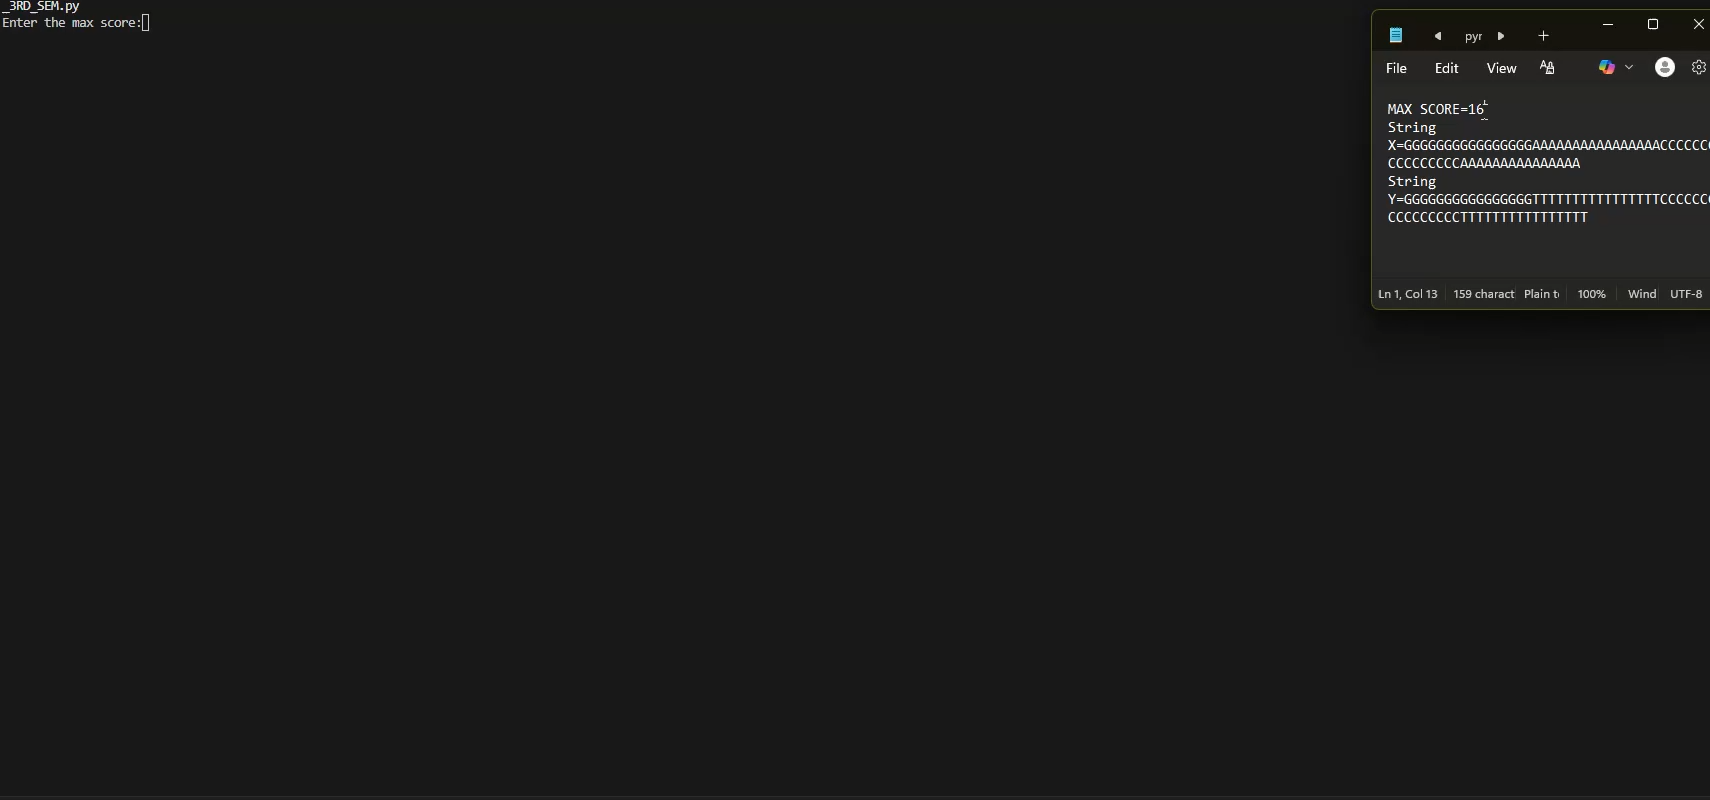 _3RD_SEM.py
Enter the max score:
pyr
File Edit View
MAX SCORE=16
String
X=GGGGGGGGGGGGGGGGAAAAAAAAAAAAAAAACCCCCC
CCCCCCCCCAAAAAAAAAAAAAAA
String
Y=GGGGGGGGGGGGGGGGTTTTTTTTTTTTTTTTCCCCCC
CCCCCCCCCTTTTTTTTTTTTTTTT
Ln 1, Col 13 159 charact Plain t 100% Wind UTF-8